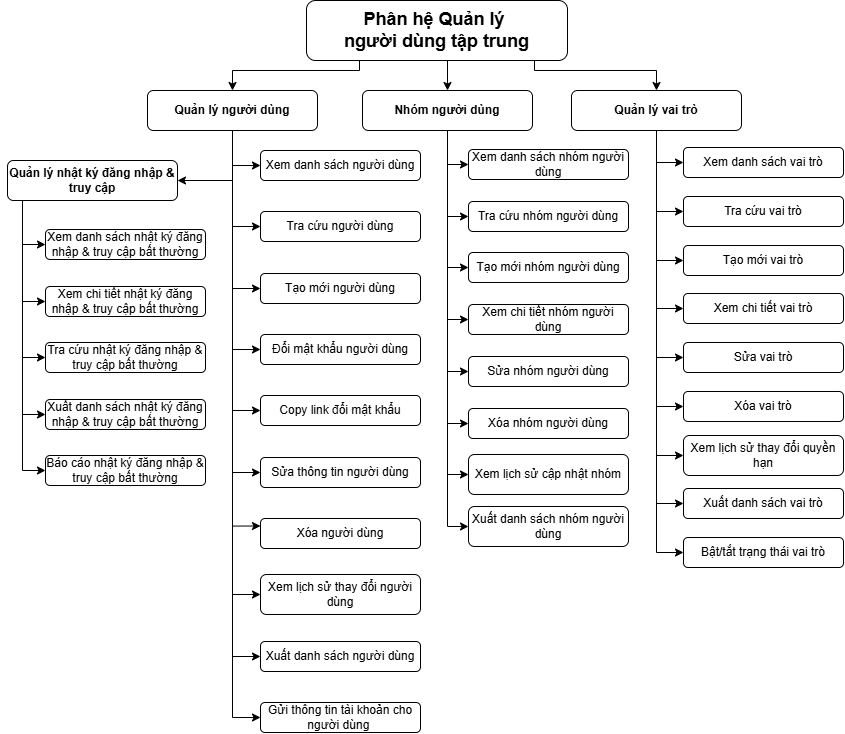 Phân hệ Quản lý
người dùng tập trung
Quản lý người dùng
Nhóm người dùng
Quản lý vai trò
Quản lý nhật ký đăng nhập &
truy cập
Xem danh sách nhật ký đăng
nhập & truy cập bất thường
Xem chi tiết nhật ký đăng
nhập & truy cập bất thường
Tra cứu nhật ký đăng nhập &
truy cập bất thường
Xuất danh sách nhật ký đăng
nhập & truy cập bất thường
Báo cáo nhật ký đăng nhập &
truy cập bất thường
Xem danh sách người dùng
Tra cứu người dùng
Tạo mới người dùng
Đổi mật khẩu người dùng
Copy link đổi mật khẩu
Sửa thông tin người dùng
Xóa người dùng
Xem lịch sử thay đổi người
dùng
Xuất danh sách người dùng
Gửi thông tin tài khoản cho
người dùng
Xem danh sách nhóm người
dùng
Tra cứu nhóm người dùng
Tạo mới nhóm người dùng
Xem chi tiết nhóm người
dùng
Sửa nhóm người dùng
Xóa nhóm người dùng
Xem lịch sử cập nhật nhóm
Xuất danh sách nhóm người
dùng
Xem danh sách vai trò
Tra cứu vai trò
Tạo mới vai trò
Xem chi tiết vai trò
Sửa vai trò
Xóa vai trò
Xem lịch sử thay đổi quyền
hạn
Xuất danh sách vai trò
Bật/tắt trạng thái vai trò